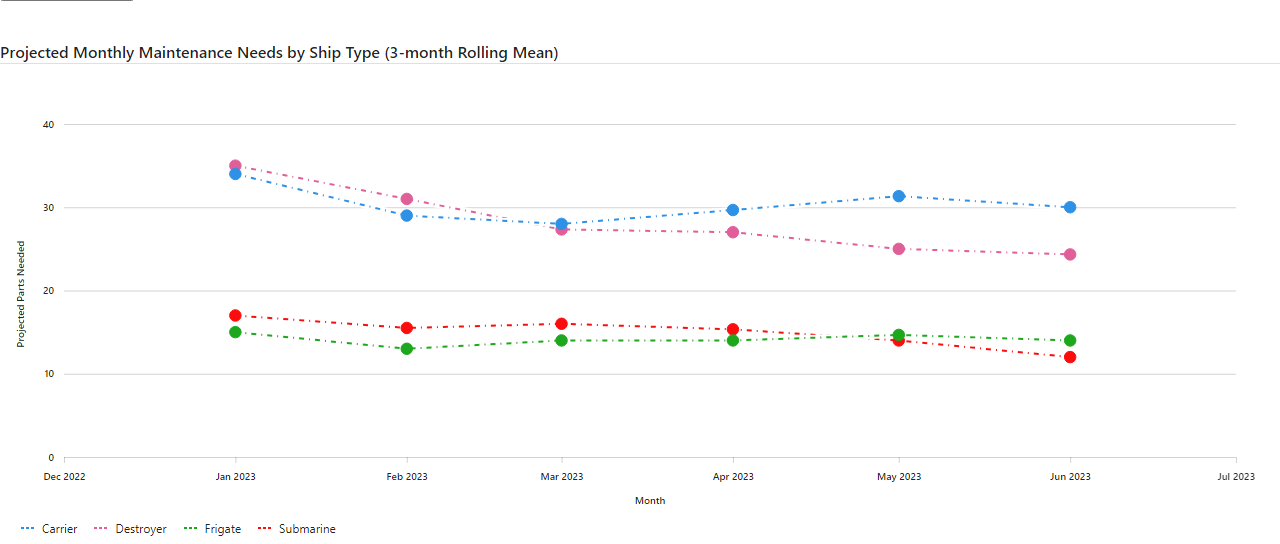 Projected Monthly Maintenance Needs by Ship Type (3-month Rolling Mean)
40
30
20
10
0
Projected Parts Needed
Dec 2022 Jan 2023 Feb 2023 Mar 2023 Apr 2023 May 2023 Jun 2023 Jul 2023
Month
Carrier Destroyer Frigate Submarine